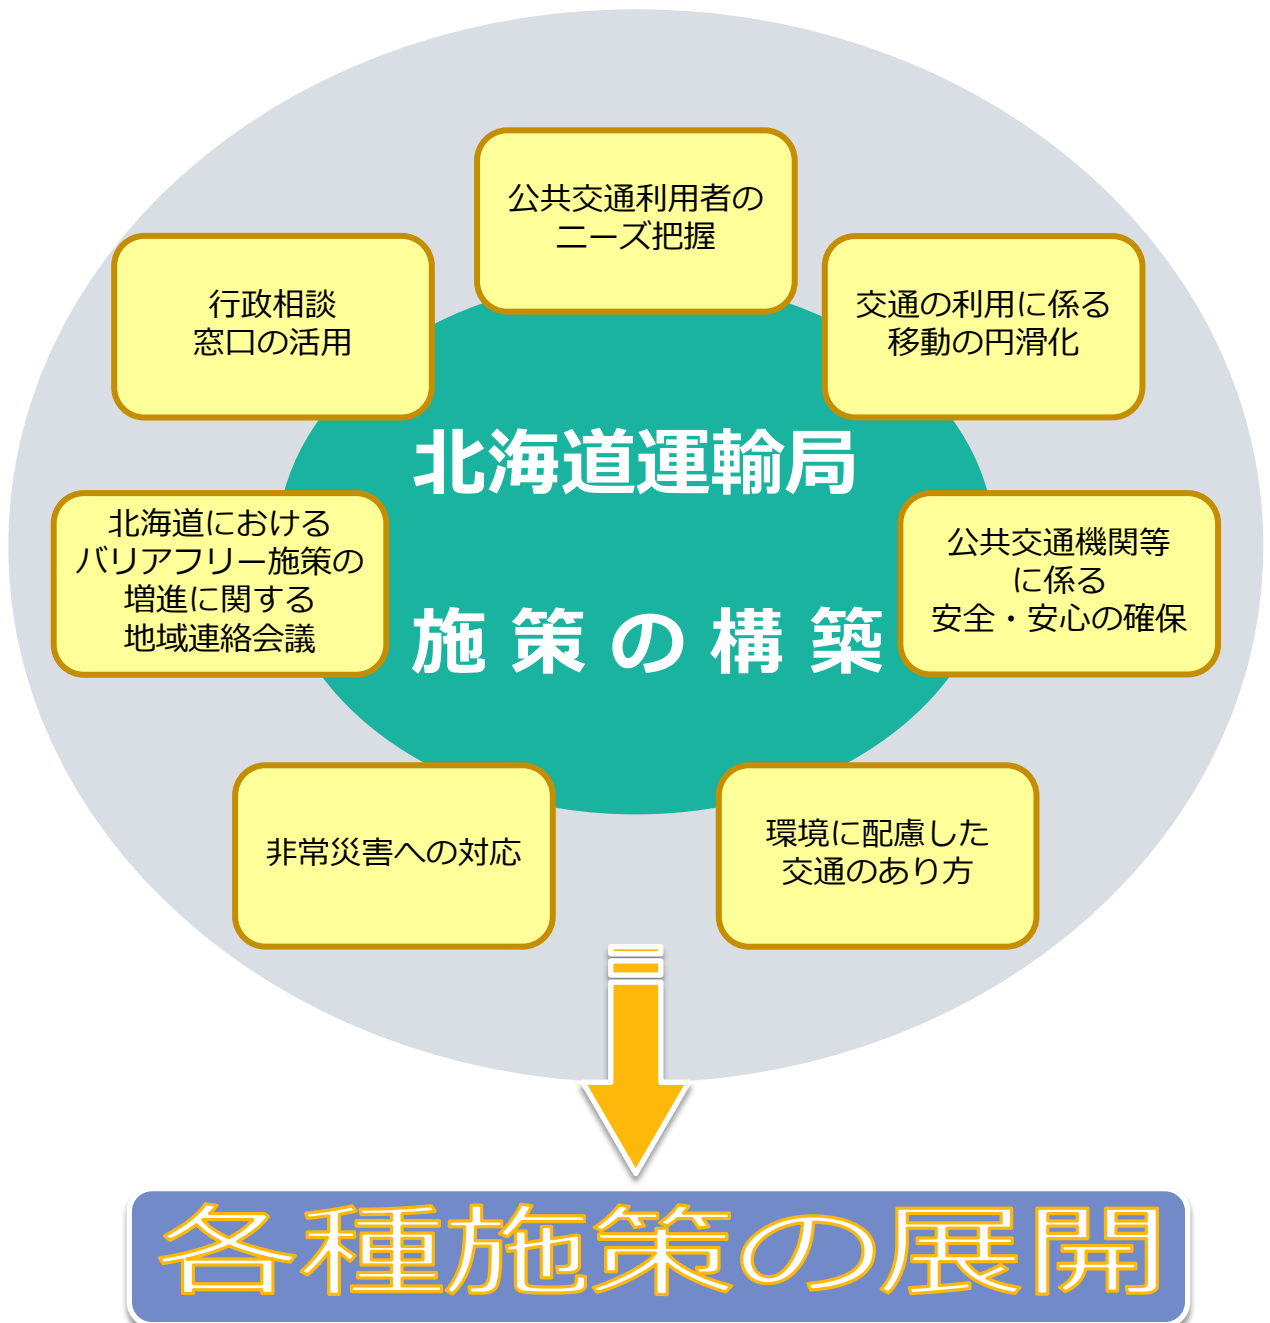 公共交通利用者の
ニーズ把握
行政相談
窓口の活用
交通の利用に係る
移動の円滑化
北海道運輸局
施策の構築
北海道における
バリアフリー施策の
増進に関する
地域連絡会議
公共交通機関等
に係る
安全・安心の確保
非常災害への対応
環境に配慮した
交通のあり方
各種施策の展開